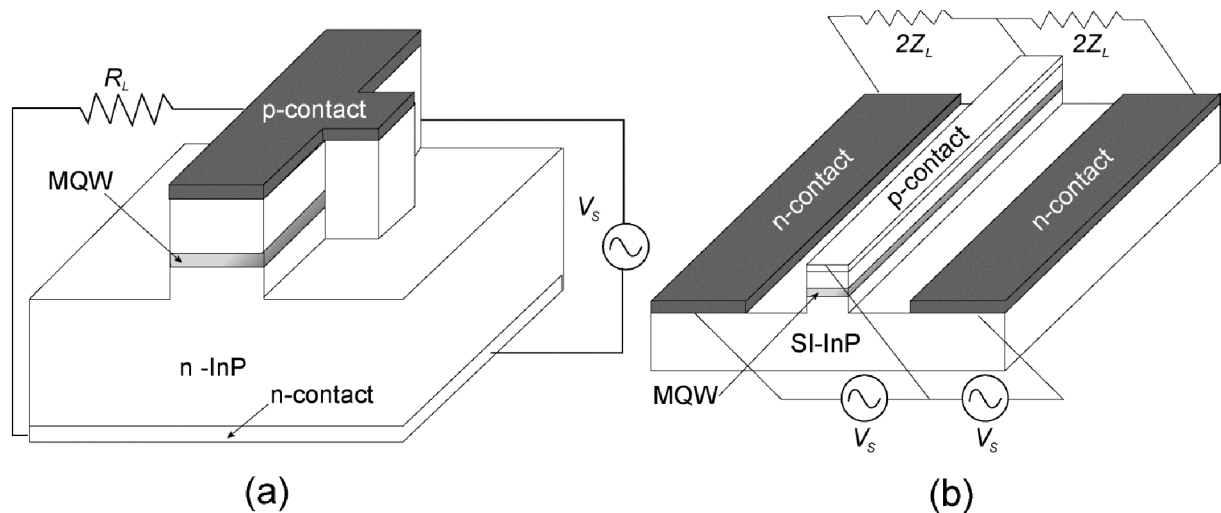 R_L
p-contact
MQW
V_S
n -InP
n-contact
(a)
2Z_L
2Z_L
n-contact
p-contact
n-contact
SI-InP
MQW
V_S
V_S
(b)